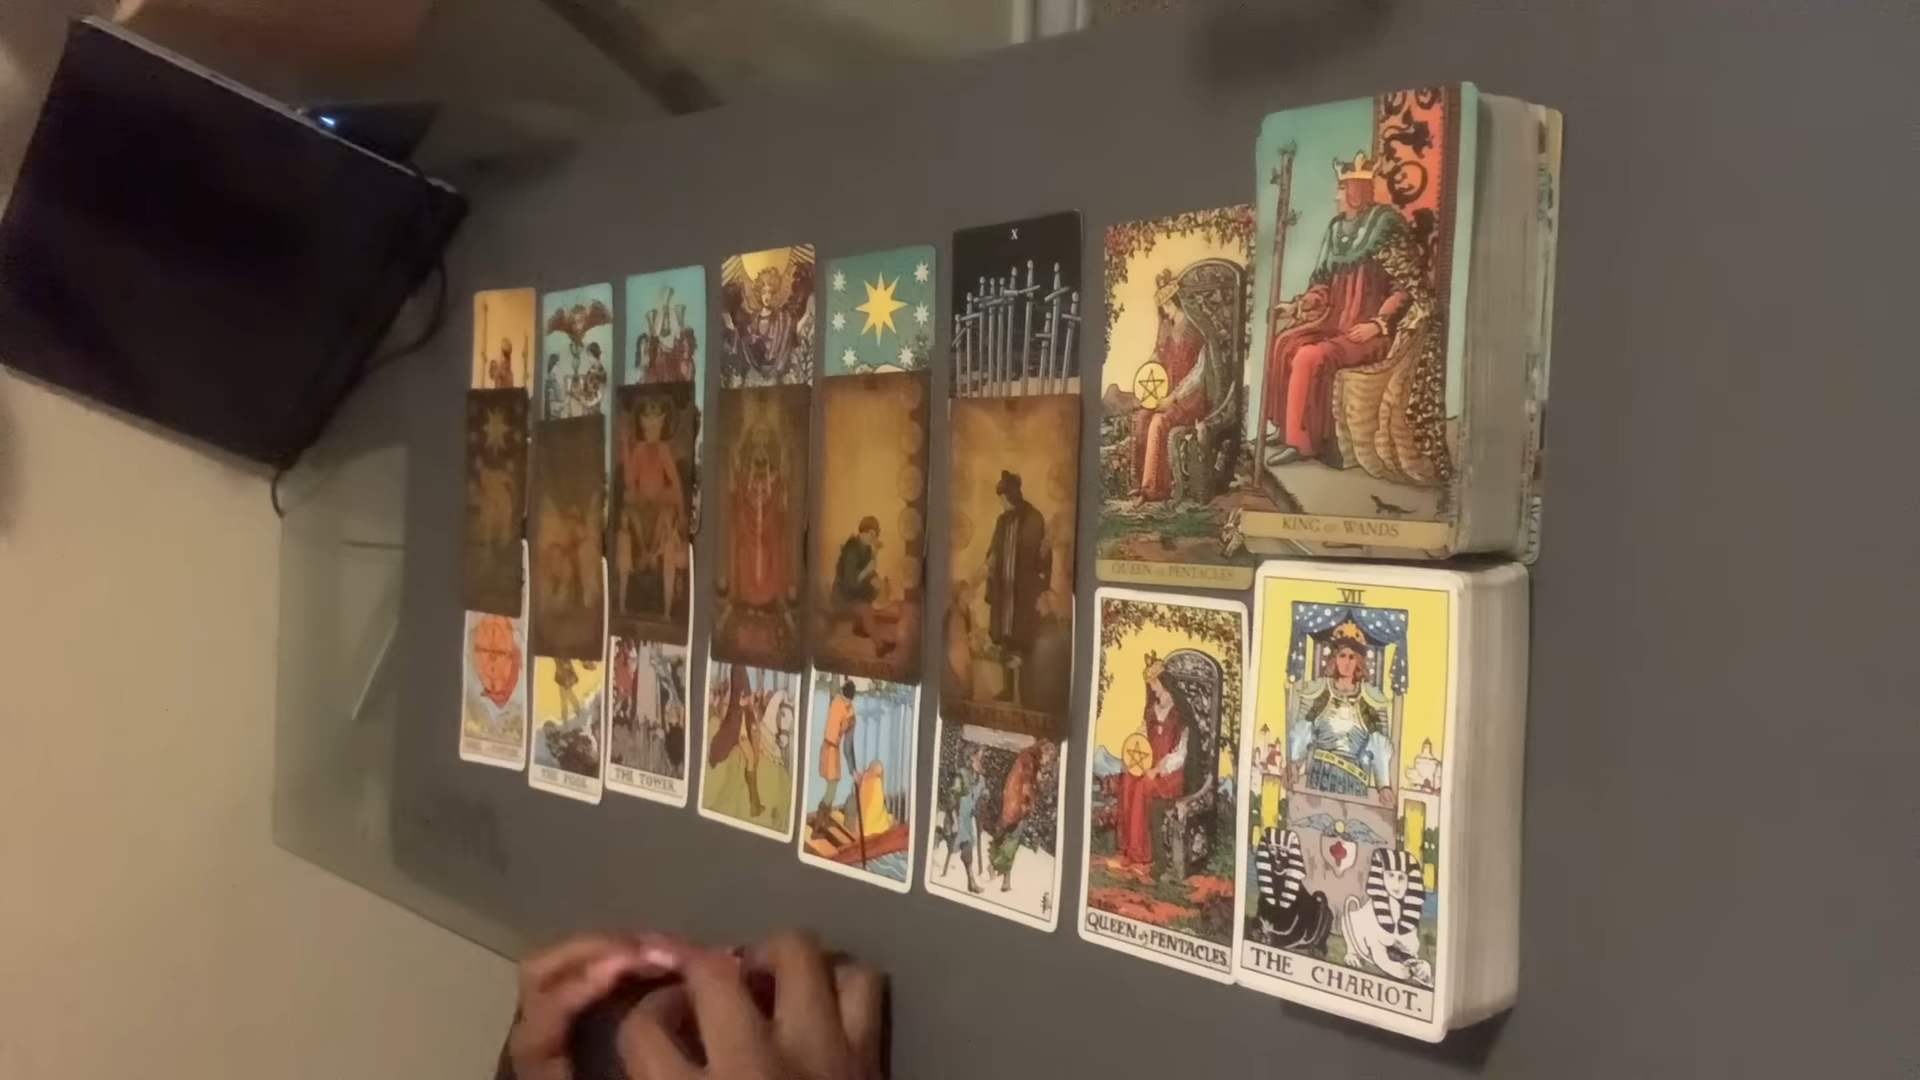 X
KING OF WANDS
QUEEN OF PENTACLES
VII
THE FOOL.
THE TOWER.
QUEEN of PENTACLES
THE CHARIOT.